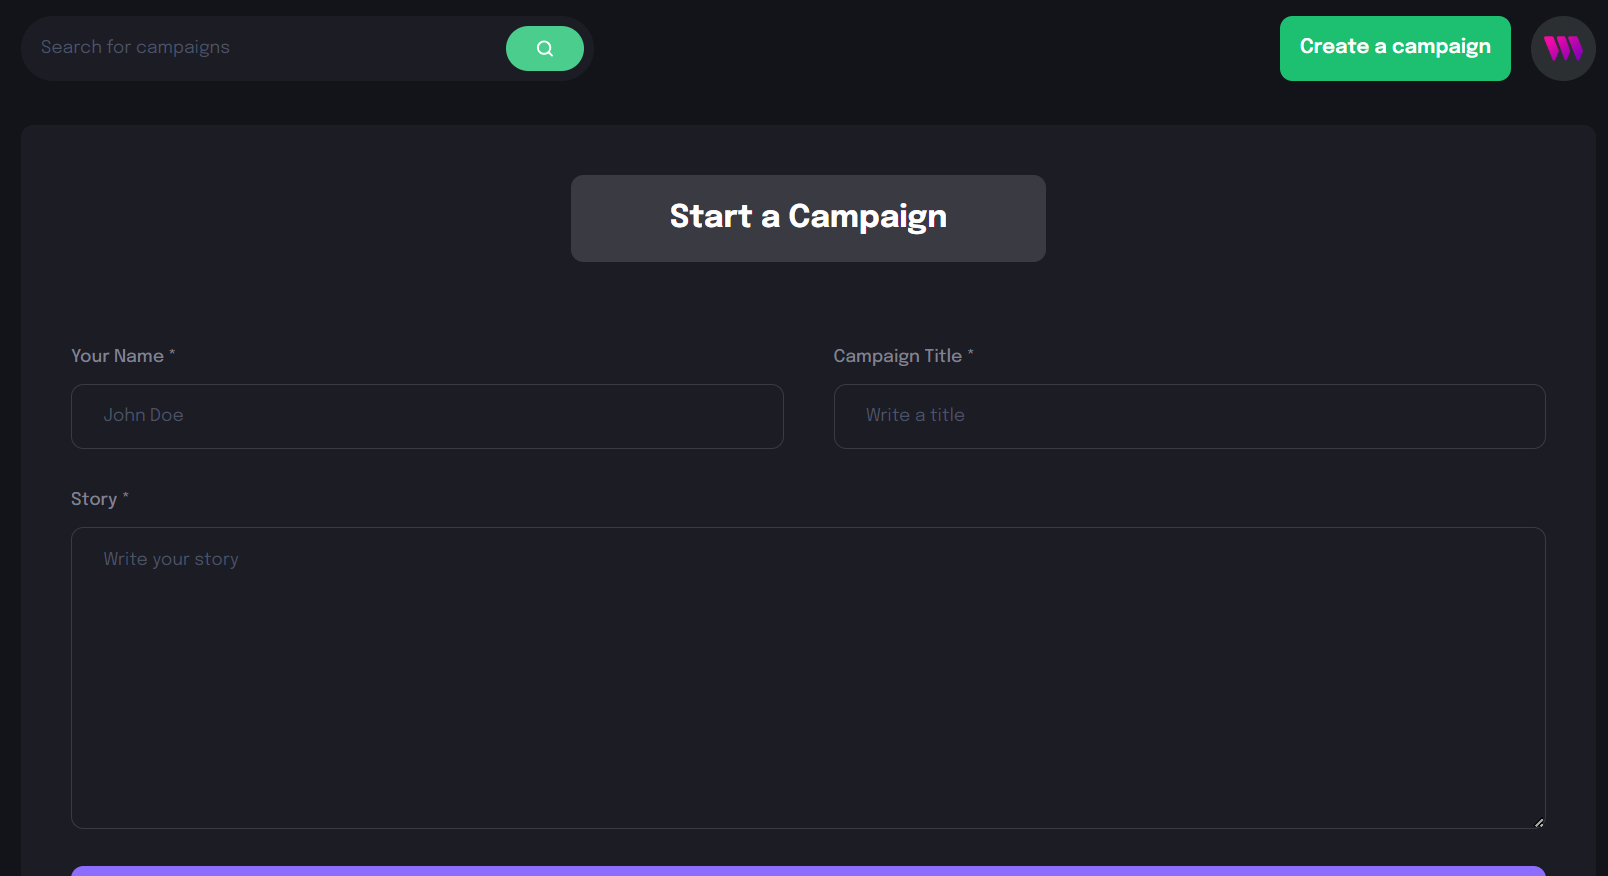 Search for campaigns
Create a campaign
Start a Campaign
Your Name *
Campaign Title *
John Doe
Write a title
Story *
Write your story